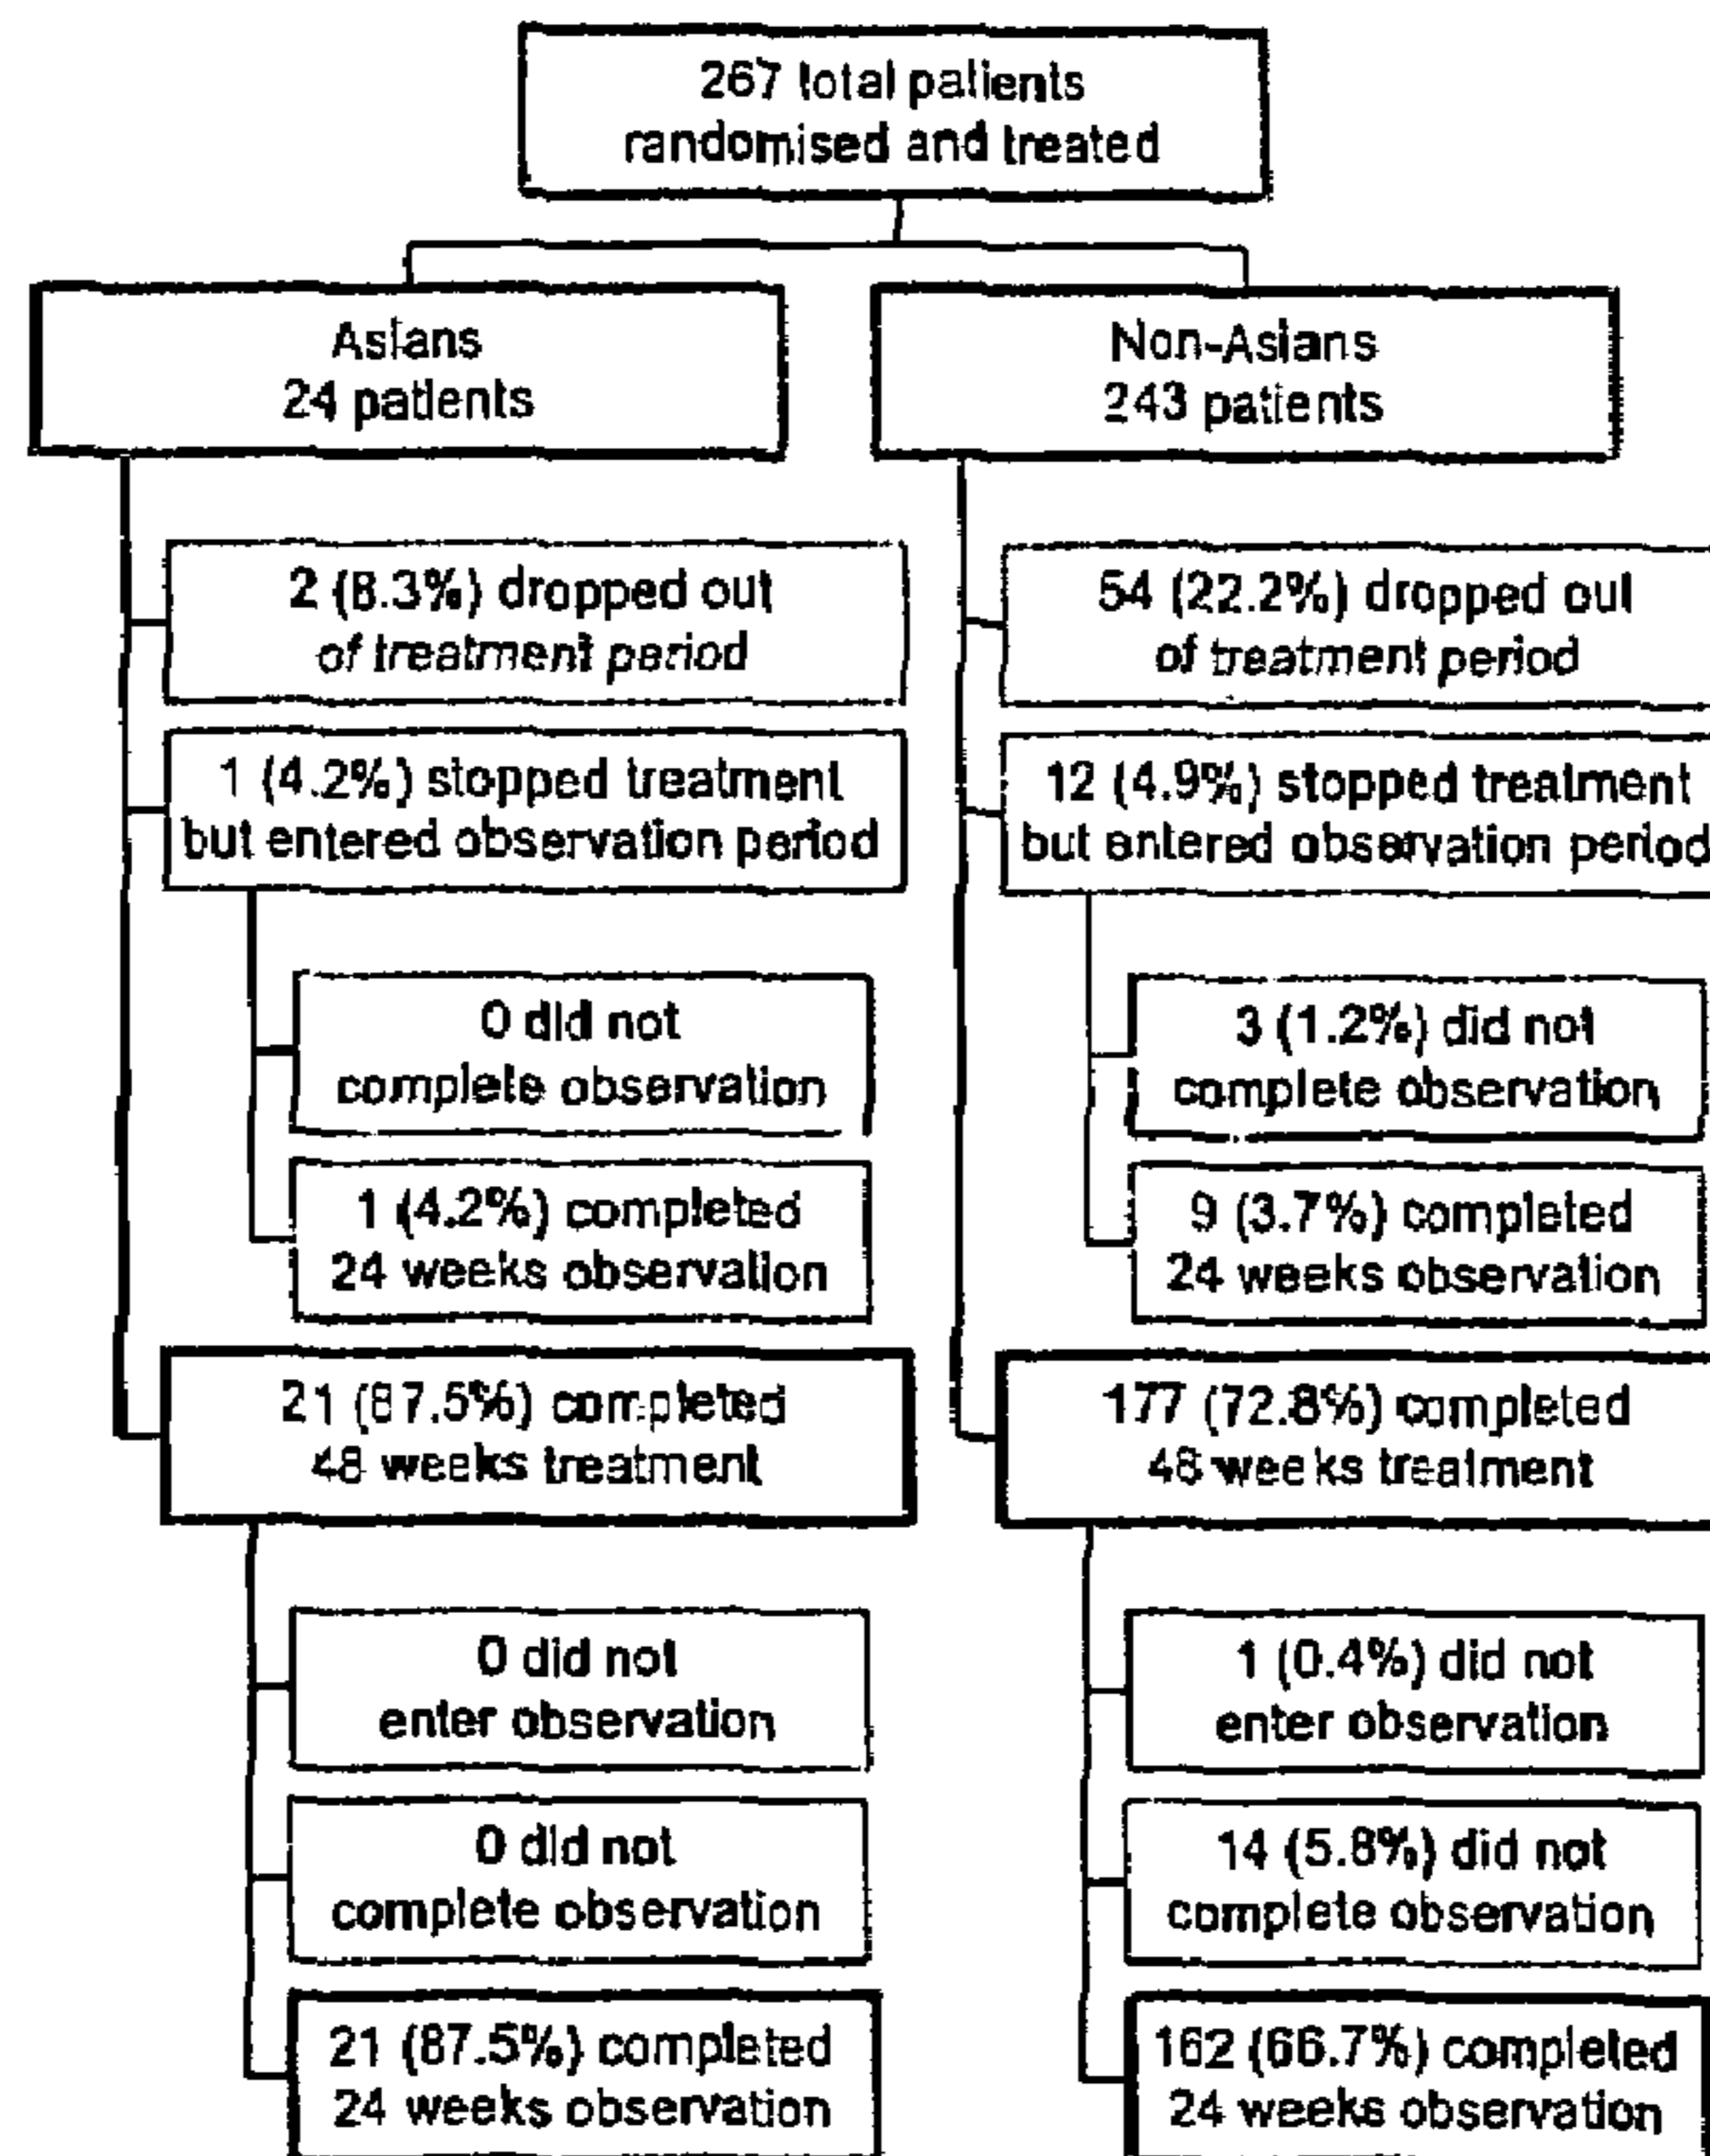 267 total patients
randomised and treated
Asians
24 patients
Non-Asians
243 patients
2 (8.3%) dropped out
of treatment period
1 (4.2%) stopped treatment
but entered observation period
0 did not
complete observation
1 (4.2%) completed
24 weeks observation
21 (87.5%) completed
48 weeks treatment
0 did not
enter observation
0 did not
complete observation
21 (87.5%) completed
24 weeks observation
54 (22.2%) dropped out
of treatment period
12 (4.9%) stopped treatment
but entered observation period
3 (1.2%) did not
complete observation
9 (3.7%) completed
24 weeks observation
177 (72.8%) completed
48 weeks treatment
1 (0.4%) did not
enter observation
14 (5.8%) did not
complete observation
162 (66.7%) completed
24 weeks observation